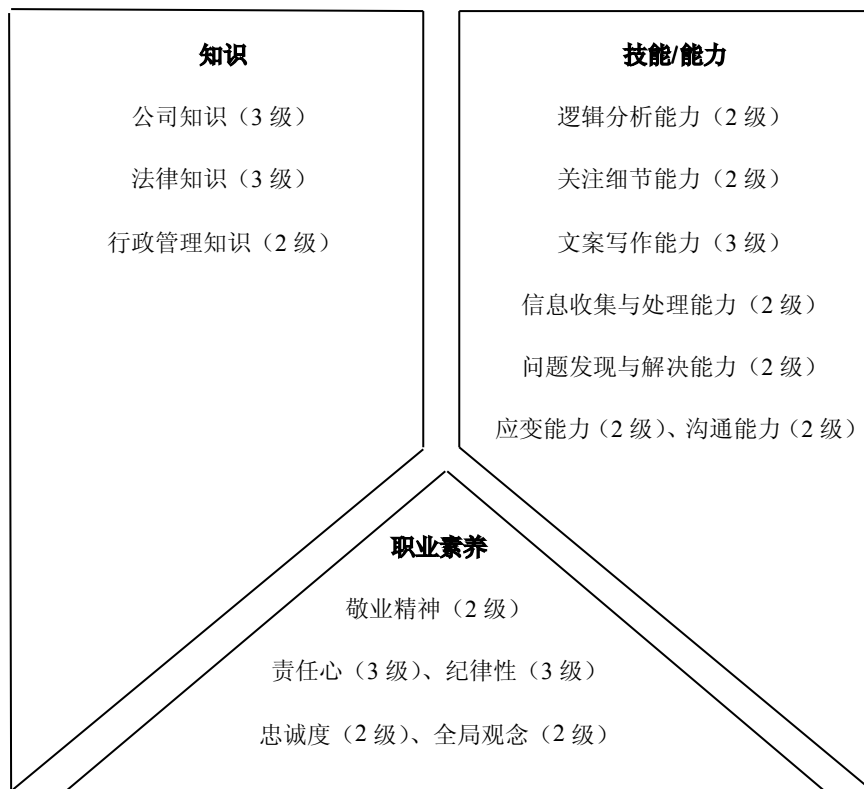 知识
公司知识（3 级）
法律知识（3 级）
行政管理知识（2 级）
技能/能力
逻辑分析能力（2 级）
关注细节能力（2 级）
文案写作能力（3 级）
信息收集与处理能力（2 级）
问题发现与解决能力（2 级）
应变能力（2 级）、沟通能力（2 级）
职业素养
敬业精神（2 级）
责任心（3 级）、纪律性（3 级）
忠诚度（2 级）、全局观念（2 级）